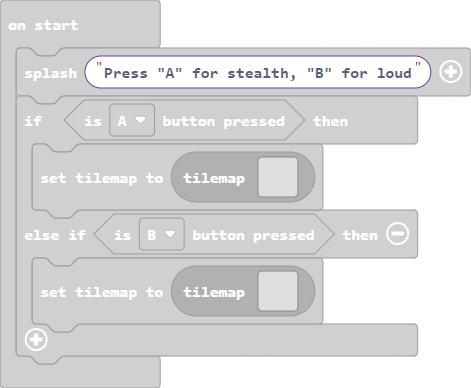 on start
splash "Press "A" for stealth, "B" for loud"
if is A button pressed then
set tilemap to tilemap
else if is B button pressed then
set tilemap to tilemap